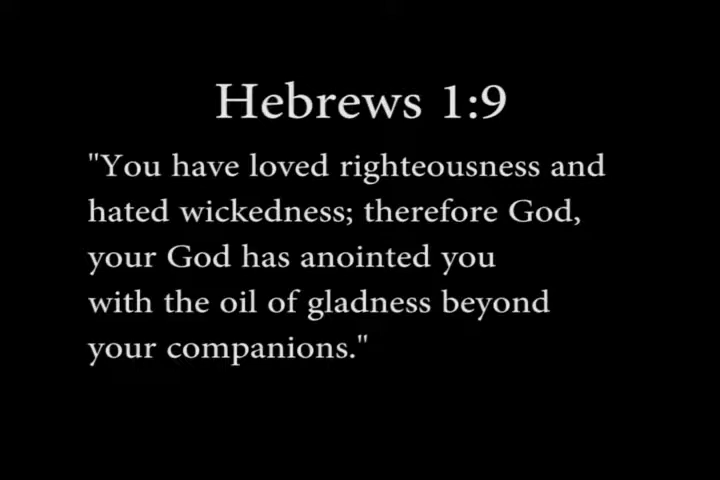 Hebrews 1:9
"You have loved righteousness and
hated wickedness; therefore God,
your God has anointed you
with the oil of gladness beyond
your companions."